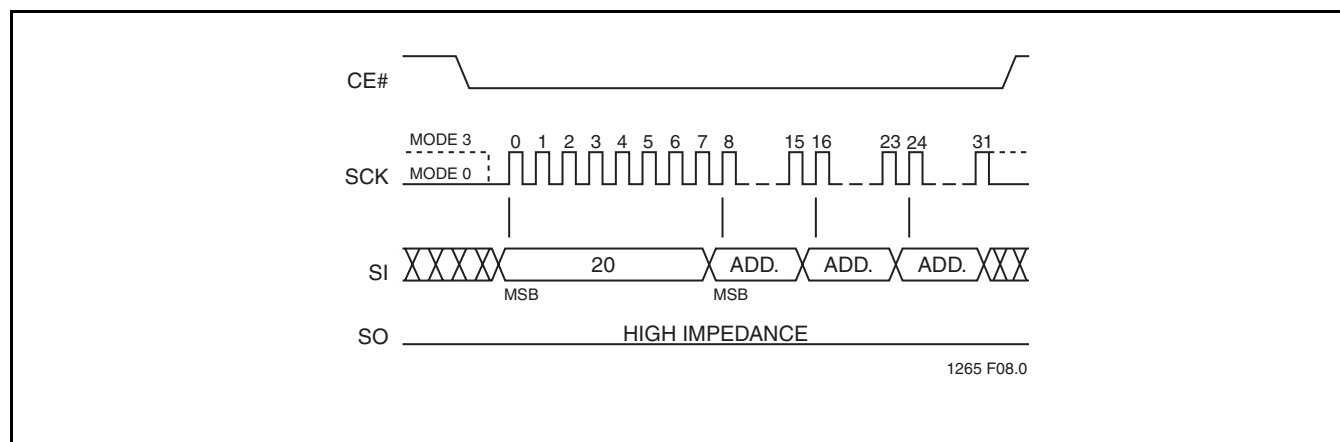 CE#
MODE 3 0 1 2 3 4 5 6 7 8 15 16 23 24 31
SCK
MODE 0
SI 20 ADD. ADD. ADD.
MSB MSB
SO HIGH IMPEDANCE
1265 F08.0